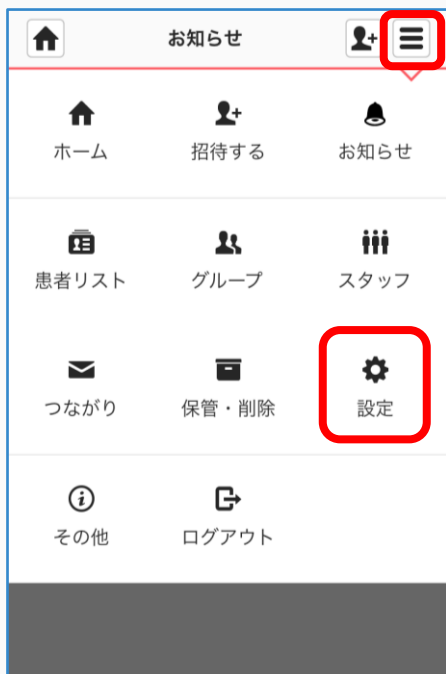 お知らせ
ホーム 招待する お知らせ
患者リスト グループ スタッフ
つながり 保管・削除 設定
その他 ログアウト